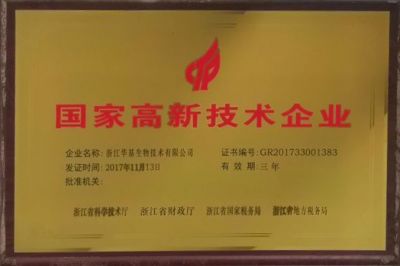 国家高新技术企业
企业名称: 浙江华基生物技术有限公司
证书编号: GR201733001383
发证时间: 2017年11月13日
有 效 期: 三年
批准机关:
浙江省科学技术厅 浙江省财政厅 浙江省国家税务局 浙江省地方税务局